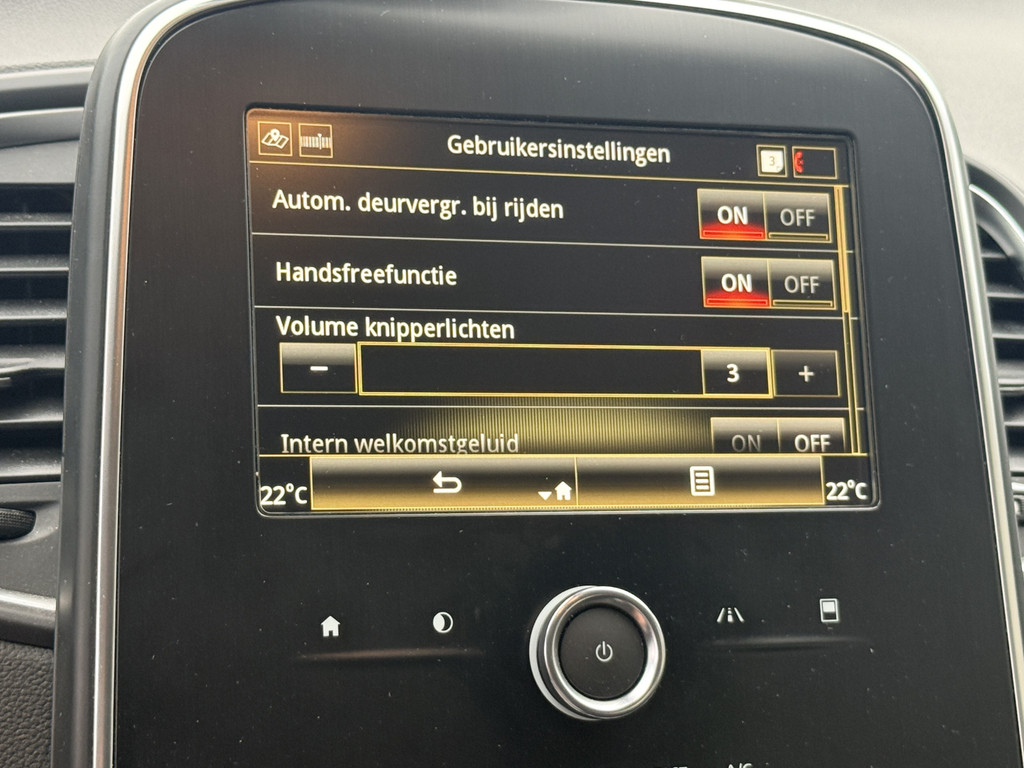 Gebruikersinstellingen
3
Autom. deurvergr. bij rijden
ON OFF
Handsfreefunctie
ON OFF
Volume knipperlichten
− 3 +
Intern welkomstgeluid
ON OFF
22°C
22°C